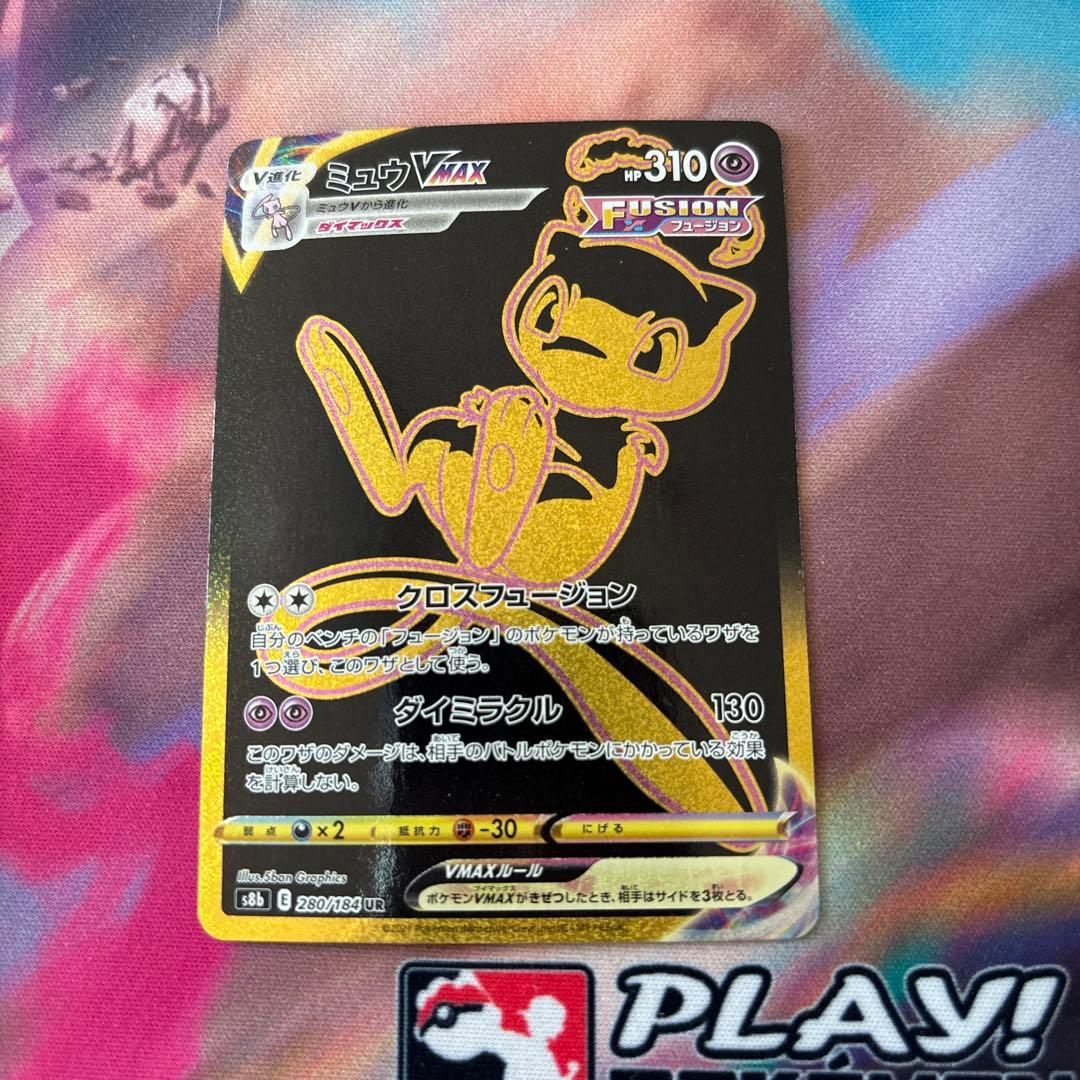 V進化 ミュウVMAX HP310
ミュウVから進化
ダイマックス
FUSION
フュージョン
クロスフュージョン
自分のベンチの「フュージョン」のポケモンが持っているワザを
1つ選び、このワザとして使う。
ダイミラクル 130
このワザのダメージは、相手のバトルポケモンにかかっている効果
を計算しない。
弱点 ×2 抵抗力 -30 にげる
Illus.5ban Graphics
VMAXルール
ポケモンVMAXがきぜつしたとき、相手はサイドを3枚とる。
s8b E 280/184 UR
©2021 Pokémon/Nintendo/Creatures/GAME FREAK.
PLAY!
POKÉMON